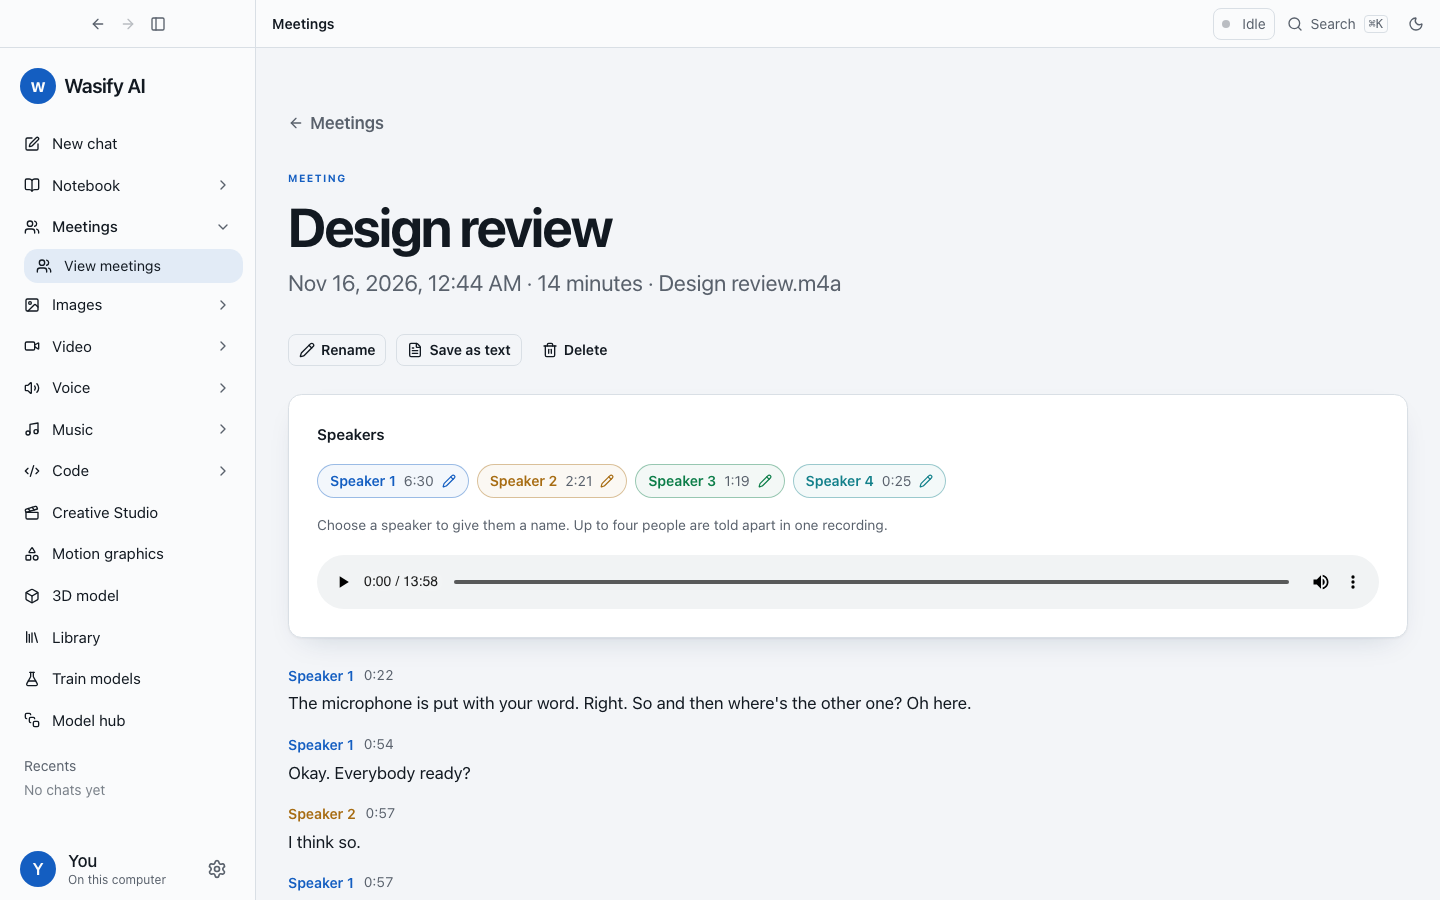 Meetings
Idle
Search ⌘K
W Wasify AI
New chat
Notebook
Meetings
View meetings
Images
Video
Voice
Music
Code
Creative Studio
Motion graphics
3D model
Library
Train models
Model hub
Recents
No chats yet
Y You
On this computer
Meetings
MEETING
Design review
Nov 16, 2026, 12:44 AM · 14 minutes · Design review.m4a
Rename Save as text Delete
Speakers
Speaker 1 6:30 Speaker 2 2:21 Speaker 3 1:19 Speaker 4 0:25
Choose a speaker to give them a name. Up to four people are told apart in one recording.
0:00 / 13:58
Speaker 1 0:22
The microphone is put with your word. Right. So and then where's the other one? Oh here.
Speaker 1 0:54
Okay. Everybody ready?
Speaker 2 0:57
I think so.
Speaker 1 0:57